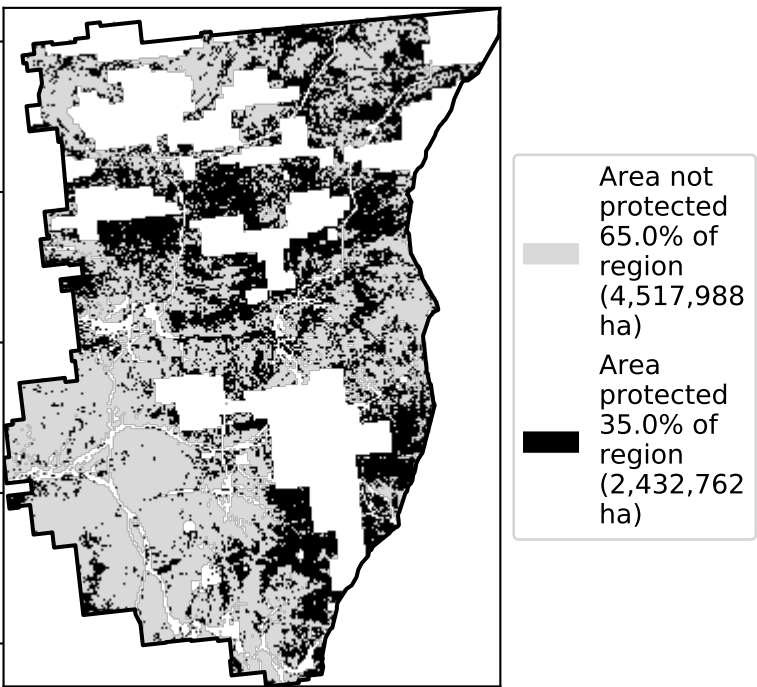 Area not
protected
65.0% of
region
(4,517,988
ha)
Area
protected
35.0% of
region
(2,432,762
ha)